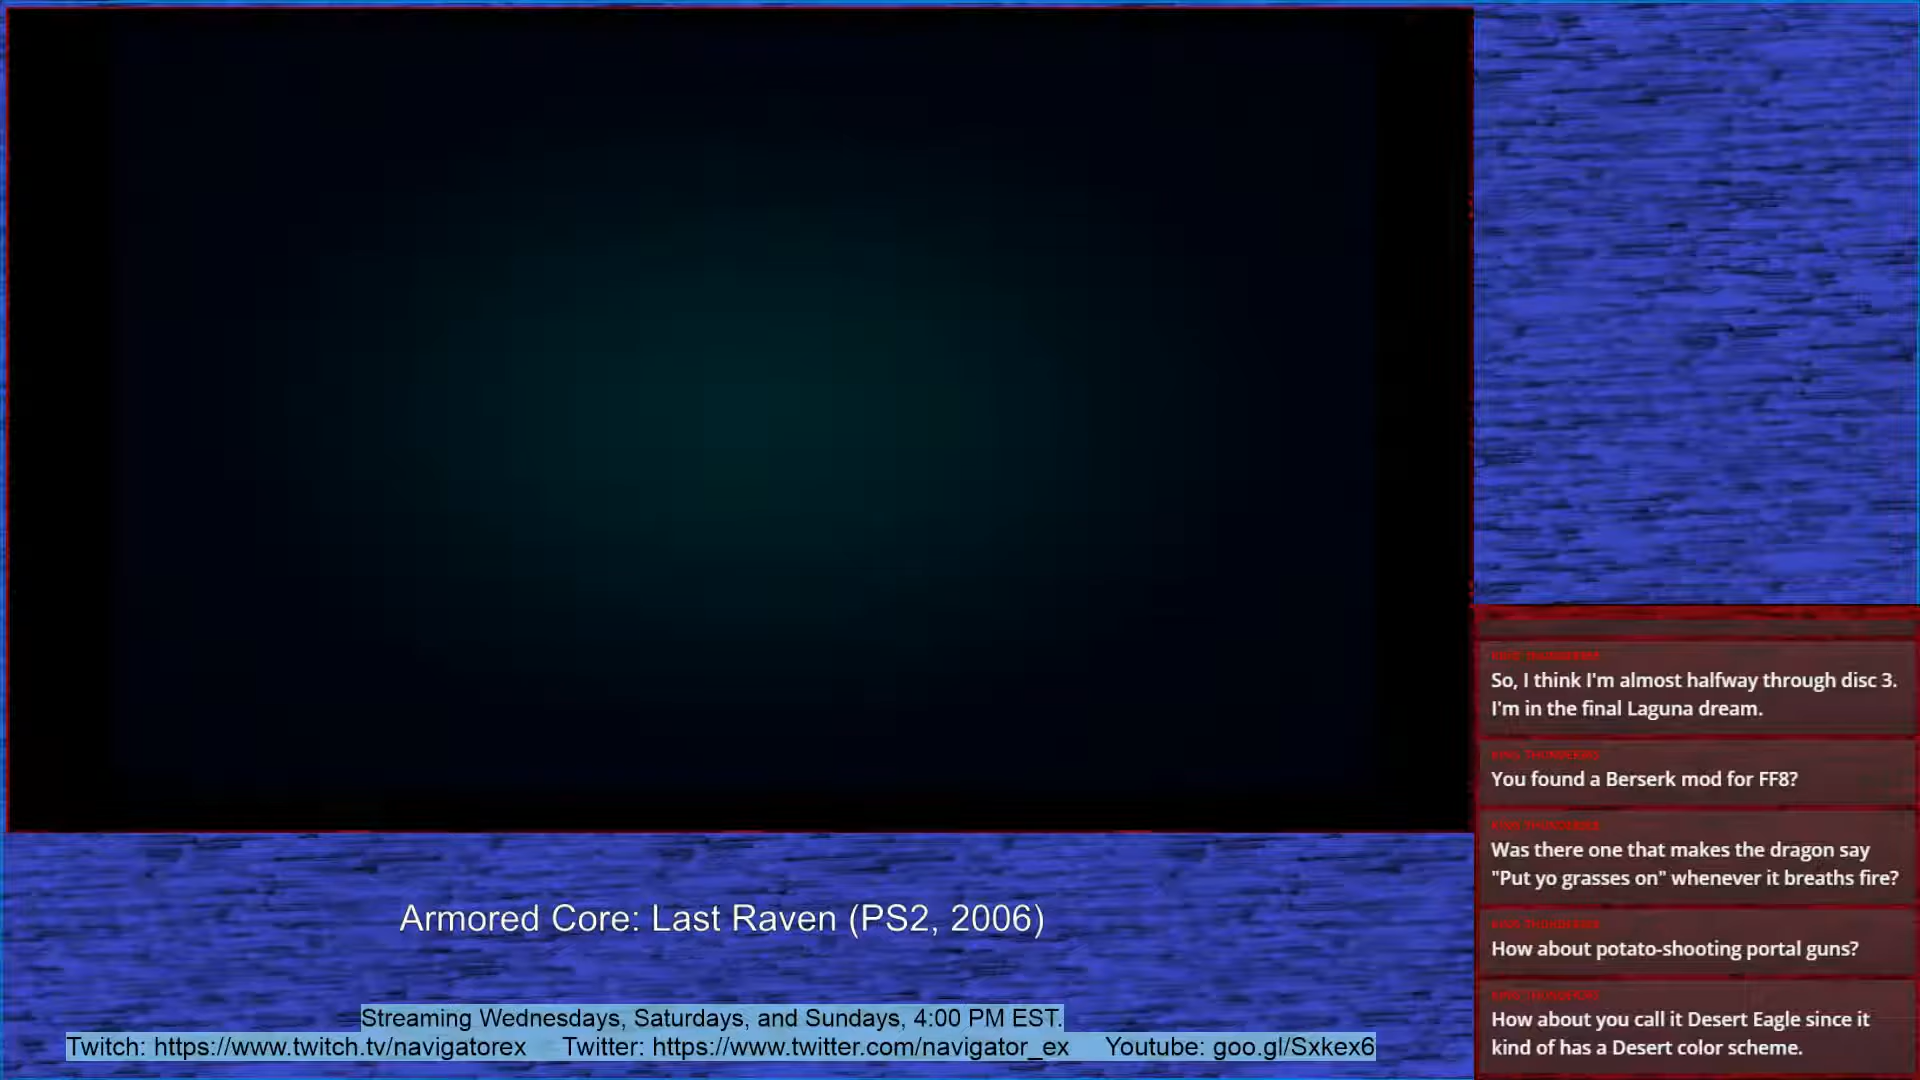 So, I think I'm almost halfway through disc 3.
I'm in the final Laguna dream.
You found a Berserk mod for FF8?
Was there one that makes the dragon say
"Put yo grasses on" whenever it breaths fire?
How about potato-shooting portal guns?
How about you call it Desert Eagle since it
kind of has a Desert color scheme.
Armored Core: Last Raven (PS2, 2006)
Streaming Wednesdays, Saturdays, and Sundays, 4:00 PM EST.
Twitch: https://www.twitch.tv/navigatorex Twitter: https://www.twitter.com/navigator_ex Youtube: goo.gl/Sxkex6